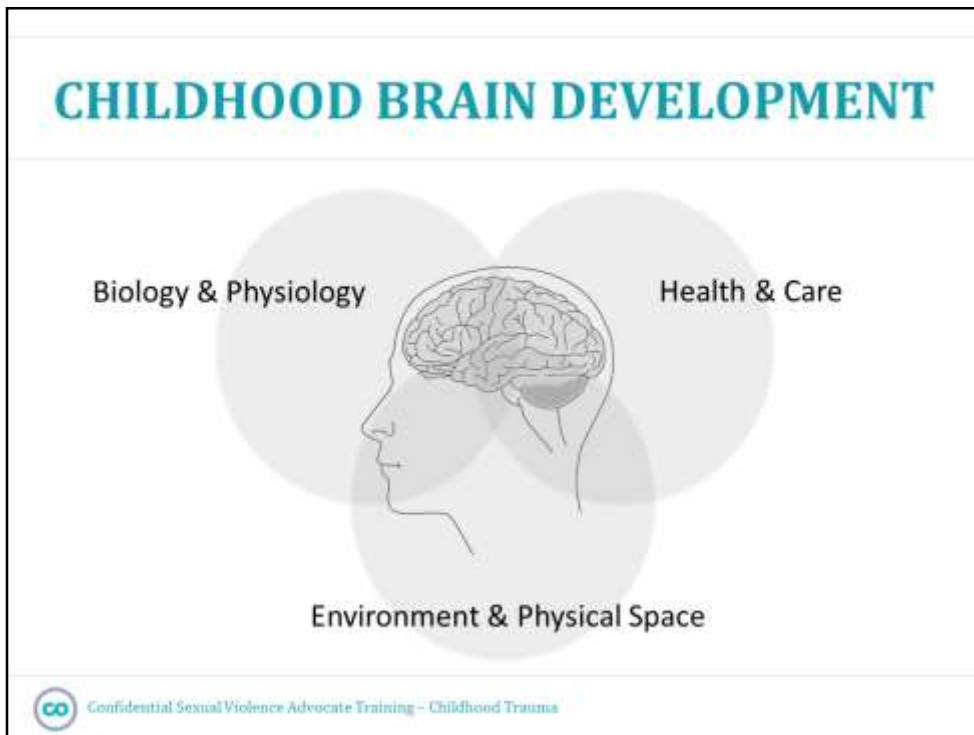 CHILDHOOD BRAIN DEVELOPMENT
Biology & Physiology
Health & Care
Environment & Physical Space
CO
Confidential Sexual Violence Advocate Training – Childhood Trauma